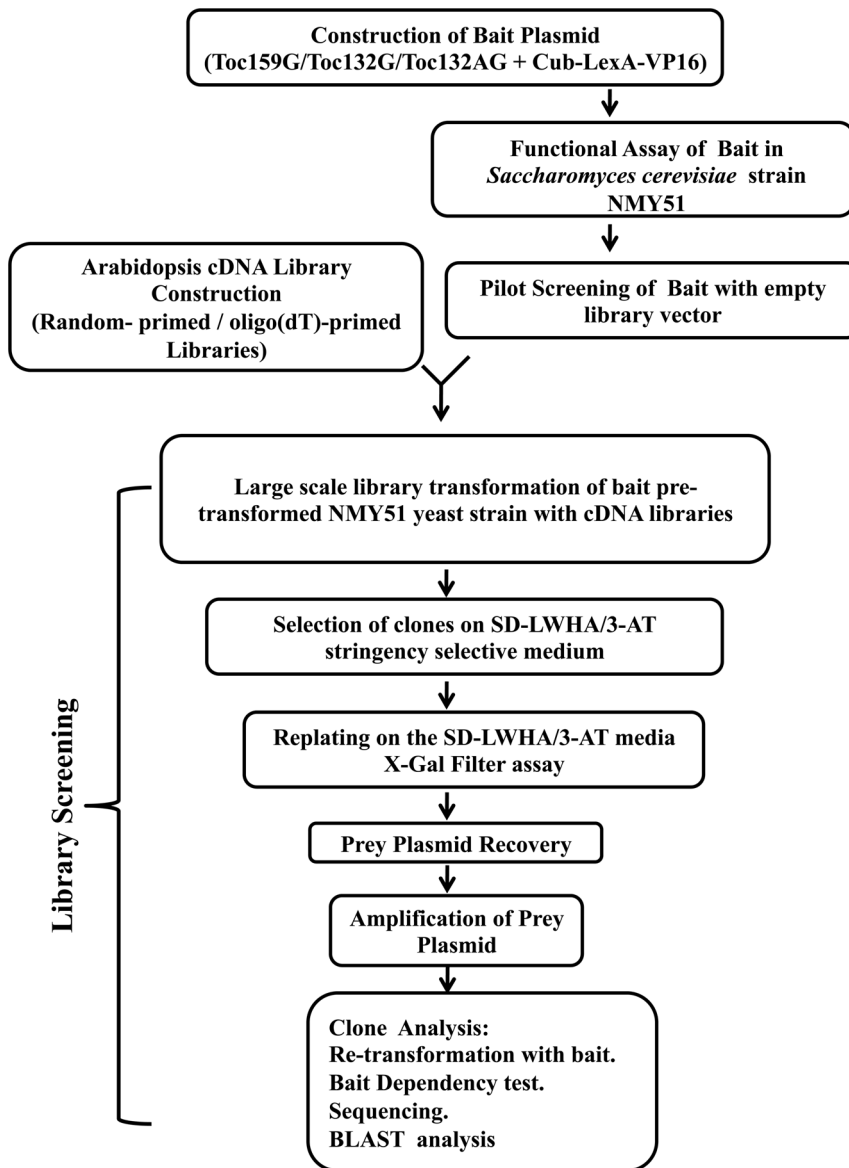 Construction of Bait Plasmid
(Toc159G/Toc132G/Toc132AG + Cub-LexA-VP16)
Functional Assay of Bait in
Saccharomyces cerevisiae strain
NMY51
Arabidopsis cDNA Library
Construction
(Random- primed / oligo(dT)-primed
Libraries)
Pilot Screening of Bait with empty
library vector
Large scale library transformation of bait pre-
transformed NMY51 yeast strain with cDNA libraries
Library Screening
Selection of clones on SD-LWHA/3-AT
stringency selective medium
Replating on the SD-LWHA/3-AT media
X-Gal Filter assay
Prey Plasmid Recovery
Amplification of Prey
Plasmid
Clone Analysis:
Re-transformation with bait.
Bait Dependency test.
Sequencing.
BLAST analysis